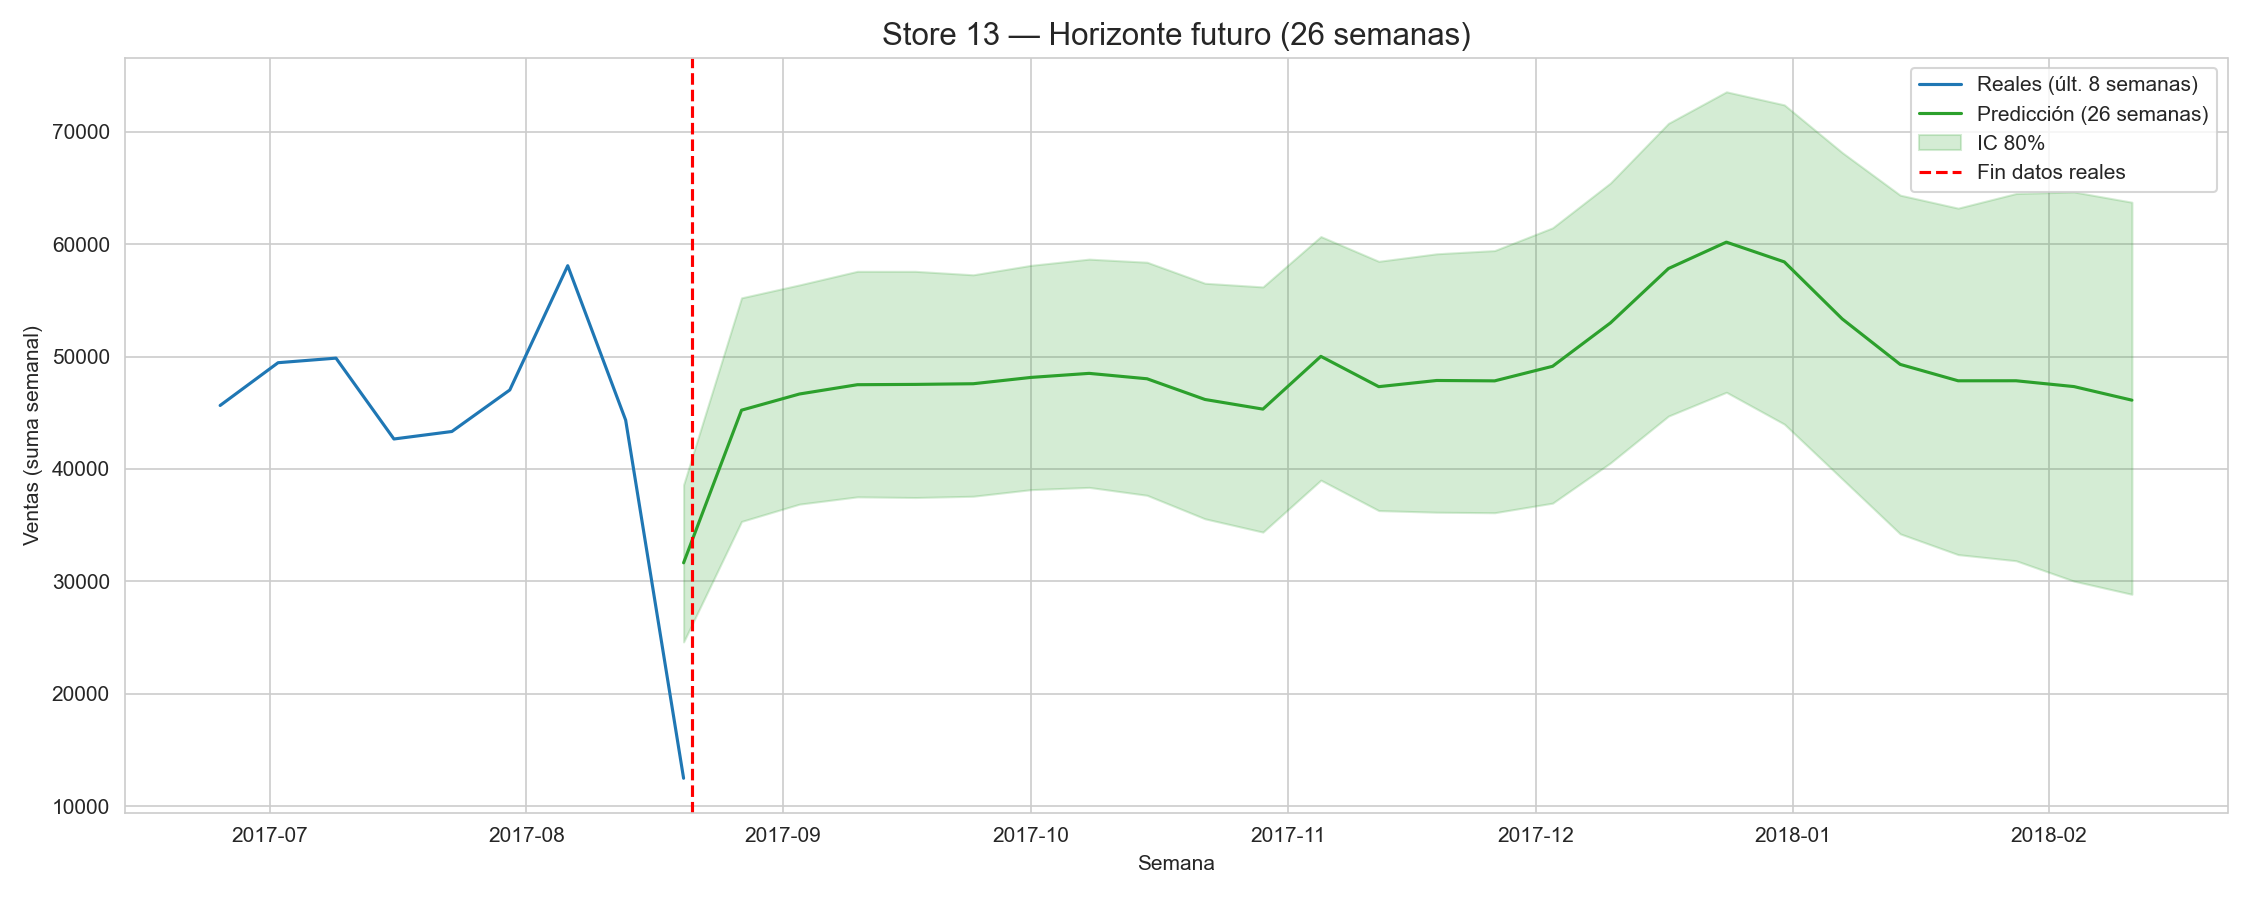 Store 13 — Horizonte futuro (26 semanas)
Reales (últ. 8 semanas)
Predicción (26 semanas)
IC 80%
Fin datos reales
Ventas (suma semanal)
70000
60000
50000
40000
30000
20000
10000
2017-07 2017-08 2017-09 2017-10 2017-11 2017-12 2018-01 2018-02
Semana